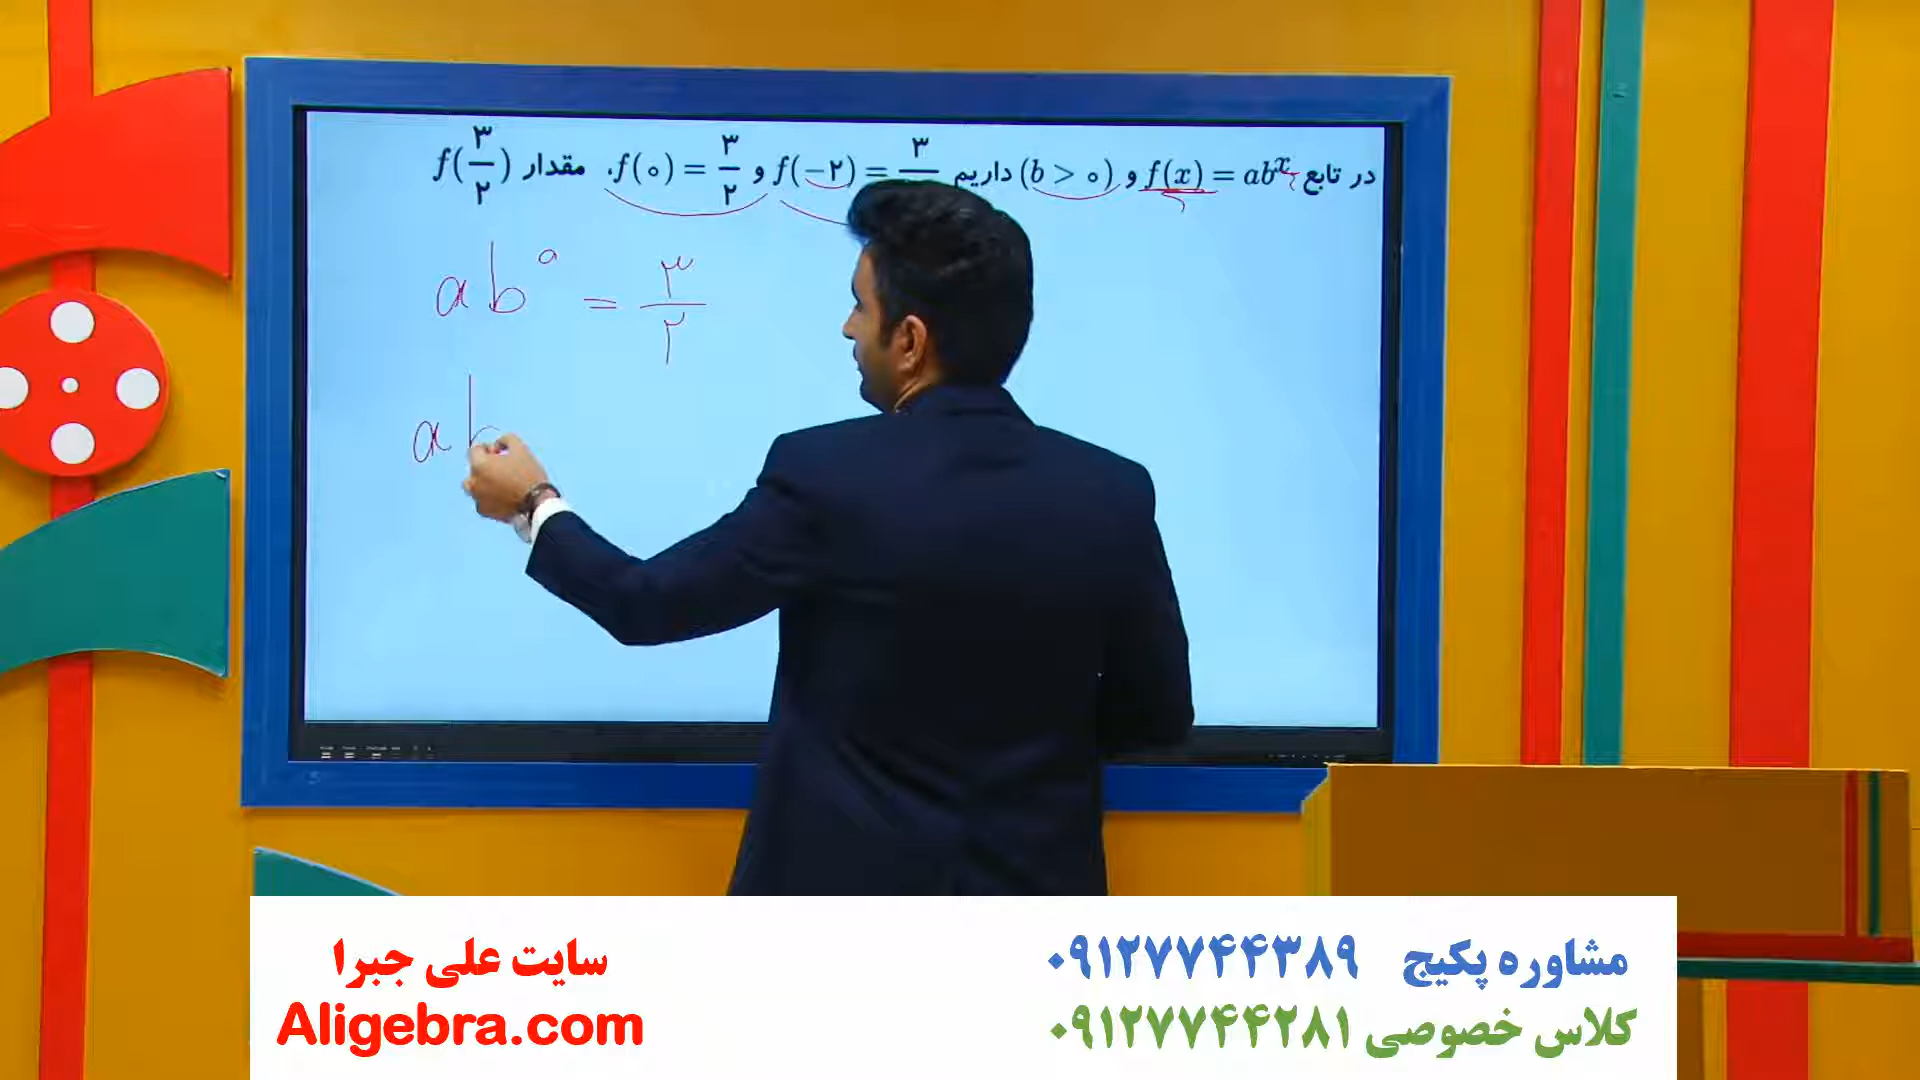 در تابع f(x) = ab^x و (b > ۰) داریم f(−۲) = ۳/ و f(۰) = ۳/۲، مقدار f(۳/۲)
ab^۰ = ۳/۲
ab
سایت علی جبرا
Aligebra.com
مشاوره پکیج ۰۹۱۲۷۷۴۴۳۸۹
کلاس خصوصی ۰۹۱۲۷۷۴۴۲۸۱